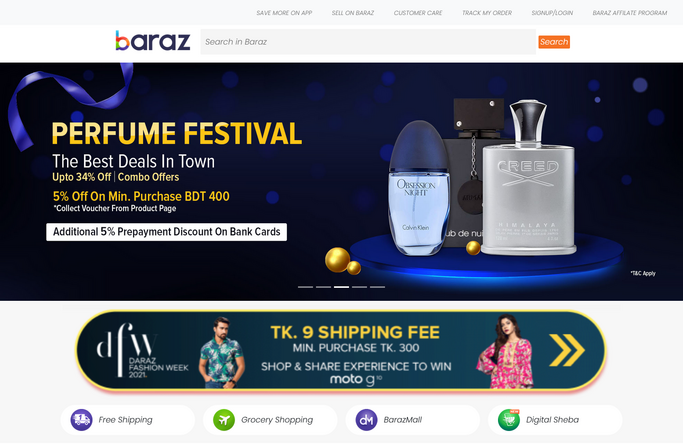 SAVE MORE ON APP
SELL ON BARAZ
CUSTOMER CARE
TRACK MY ORDER
SIGNUP/LOGIN
BARAZ AFFILATE PROGRAM
baraz
Search in Baraz
Search
PERFUME FESTIVAL
The Best Deals In Town
Upto 34% Off | Combo Offers
5% Off On Min. Purchase BDT 400
*Collect Voucher From Product Page
Additional 5% Prepayment Discount On Bank Cards
OBSESSION
NIGHT
Calvin Klein
ub de nui
CREED
HIMALAYA
*T&C Apply
dfw
DARAZ
FASHION WEEK
2021
TK. 9 SHIPPING FEE
MIN. PURCHASE TK. 300
SHOP & SHARE EXPERIENCE TO WIN
moto g10
Free Shipping
Grocery Shopping
BarazMall
Digital Sheba